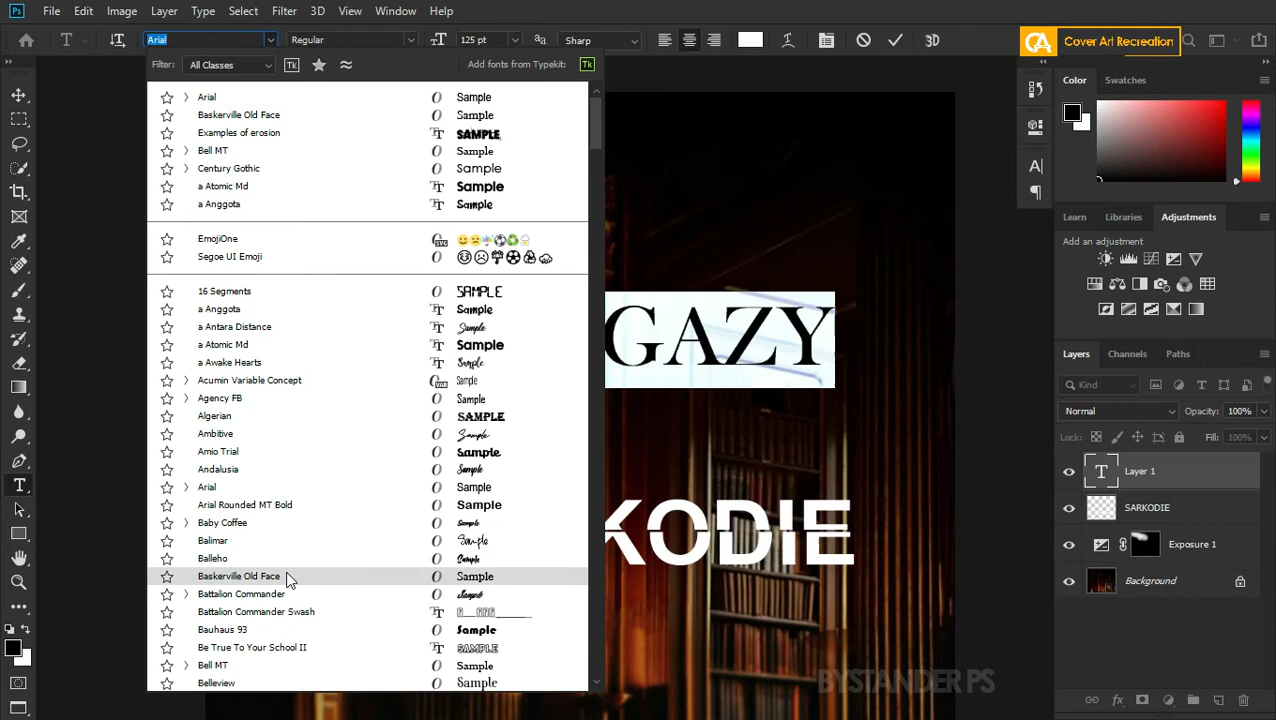 Ps File Edit Image Layer Type Select Filter 3D View Window Help
T Arial Regular 125 pt Sharp 3D CA Cover Art Recreation
Filter: All Classes Tk Add fonts from Typekit: Tk
Arial Sample
Baskerville Old Face Sample
Examples of erosion SAMPLE
Bell MT Sample
Century Gothic Sample
a Atomic Md Sample
a Anggota Sample
EmojiOne
Segoe UI Emoji
16 Segments SAMPLE
a Anggota Sample
a Antara Distance Sample
a Atomic Md Sample
a Awake Hearts Sample
Acumin Variable Concept Sample
Agency FB Sample
Algerian SAMPLE
Ambitive Sample
Amio Trial Sample
Andalusia Sample
Arial Sample
Arial Rounded MT Bold Sample
Baby Coffee Sample
Balimar Sample
Balleho Sample
Baskerville Old Face Sample
Battalion Commander Sample
Battalion Commander Swash
Bauhaus 93 Sample
Be True To Your School II SAMPLE
Bell MT Sample
Belleview Sample
GAZY
KODIE
BYSTANDER PS
Color Swatches
Learn Libraries Adjustments
Add an adjustment
Layers Channels Paths
Kind
Normal Opacity: 100%
Lock: Fill: 100%
T Layer 1
SARKODIE
Exposure 1
Background